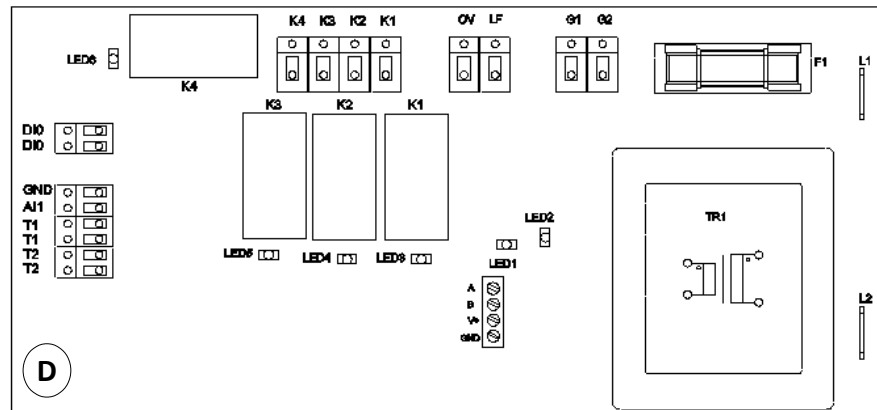 K4 K3 K2 K1 OV LF G1 G2
LED6
K4
F1
L1
K3 K2 K1
DI0
DI0
GND
AI1
T1
T1
T2
T2
LED5
LED4
LED3
LED2
LED1
TR1
A
B
V+
GND
L2
D